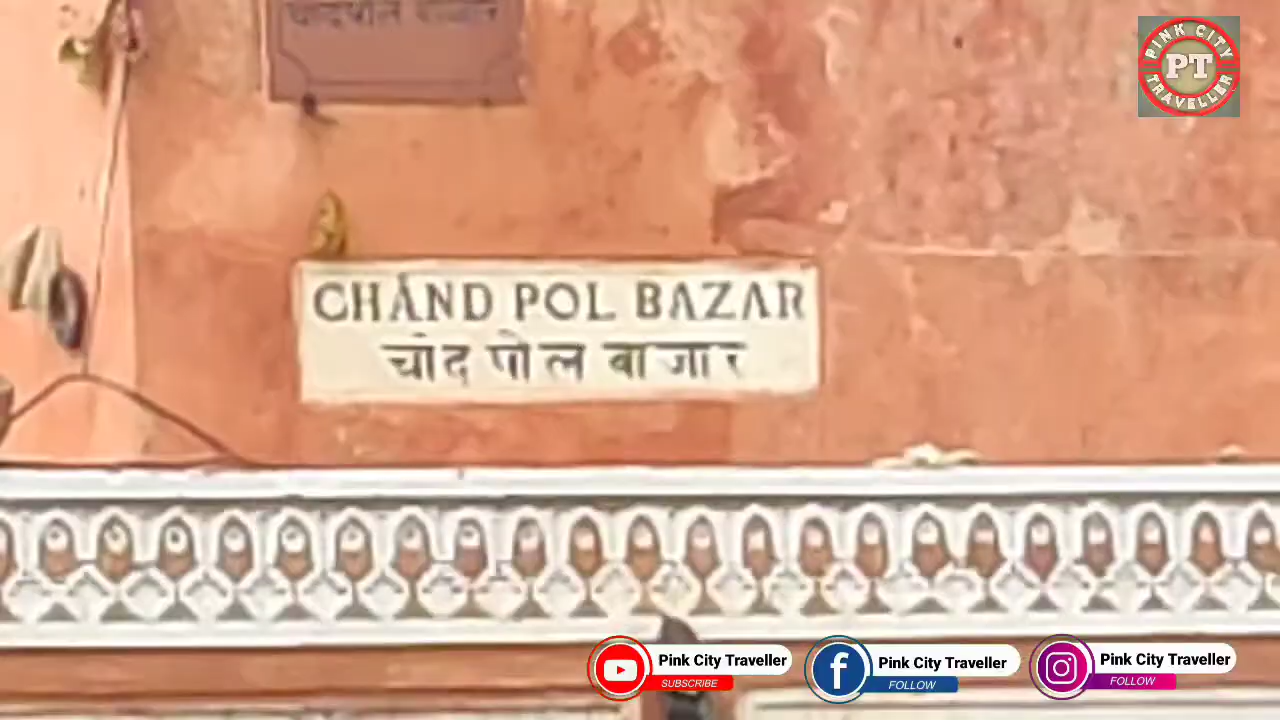 चांदपोल बाजार
PINK CITY
PT
TRAVELLER
CHAND POL BAZAR
चांद पोल बाजार
Pink City Traveller
SUBSCRIBE
Pink City Traveller
FOLLOW
Pink City Traveller
FOLLOW